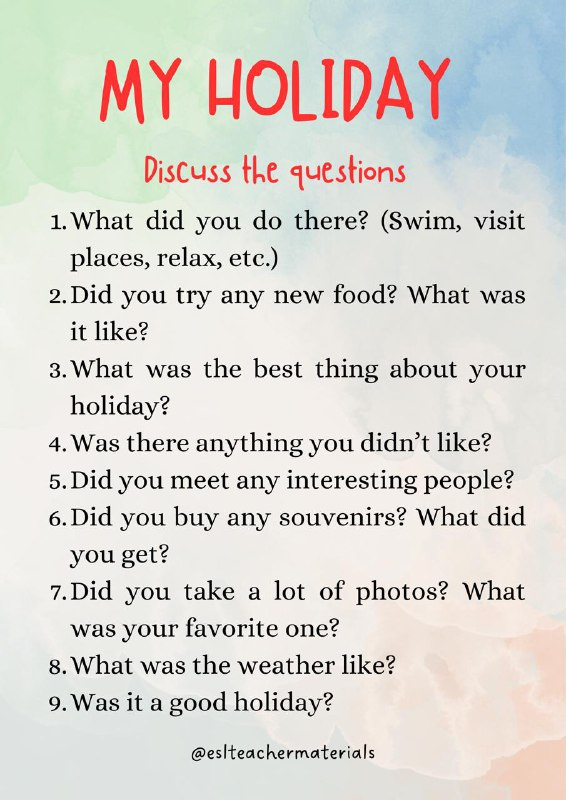 MY HOLIDAY
Discuss the questions
1. What did you do there? (Swim, visit
places, relax, etc.)
2. Did you try any new food? What was
it like?
3. What was the best thing about your
holiday?
4. Was there anything you didn't like?
5. Did you meet any interesting people?
6. Did you buy any souvenirs? What did
you get?
7. Did you take a lot of photos? What
was your favorite one?
8. What was the weather like?
9. Was it a good holiday?
@eslteachermaterials